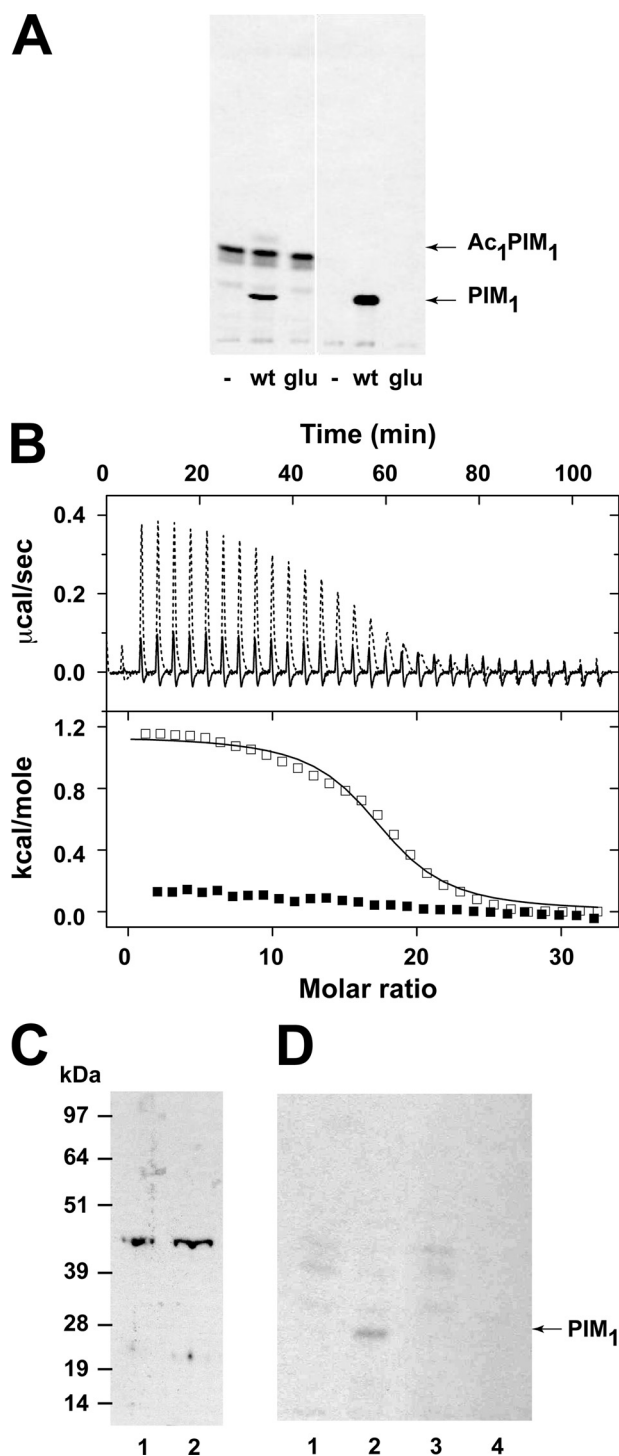 A
Ac1PIM1
PIM1
- wt glu - wt glu
B
Time (min)
0 20 40 60 80 100
μcal/sec
0.4
0.2
0.0
kcal/mole
1.2
0.8
0.4
0.0
0 10 20 30
Molar ratio
C
kDa
97
64
51
39
28
19
14
1 2
D
PIM1
1 2 3 4